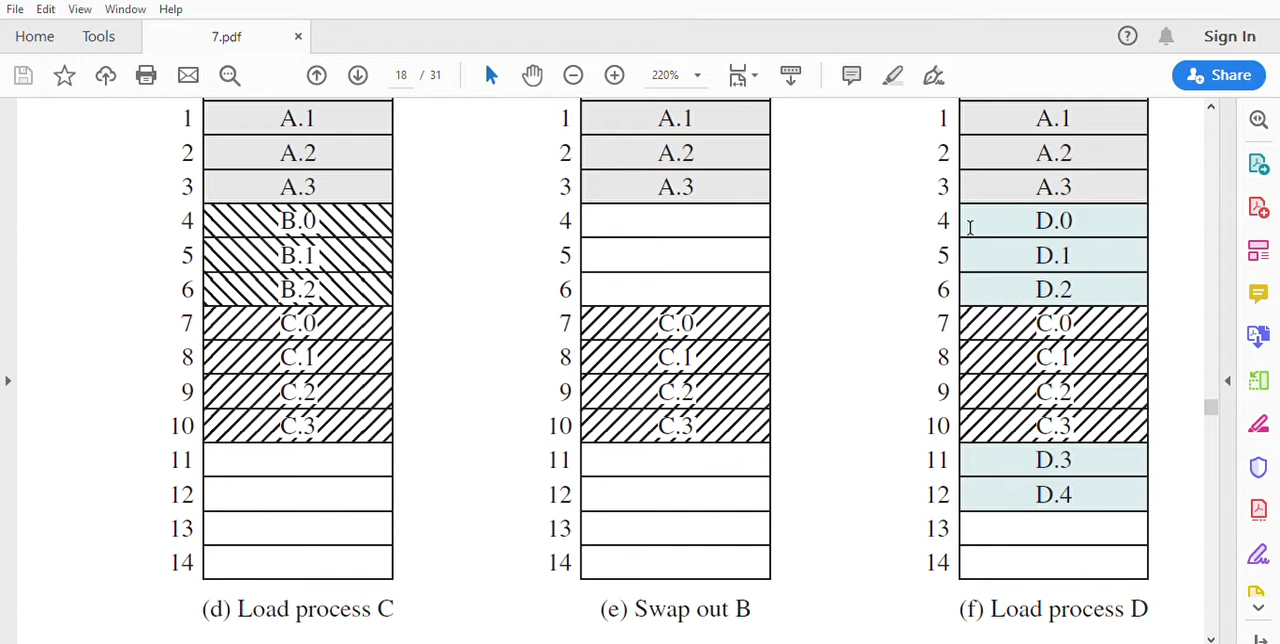 File Edit View Window Help
Home Tools 7.pdf × ? Sign In
18 / 31 220% Share
1 A.1 1 A.1 1 A.1
2 A.2 2 A.2 2 A.2
3 A.3 3 A.3 3 A.3
4 B.0 4 4 D.0
5 B.1 5 5 D.1
6 B.2 6 6 D.2
7 C.0 7 C.0 7 C.0
8 C.1 8 C.1 8 C.1
9 C.2 9 C.2 9 C.2
10 C.3 10 C.3 10 C.3
11 11 11 D.3
12 12 12 D.4
13 13 13
14 14 14
(d) Load process C (e) Swap out B (f) Load process D